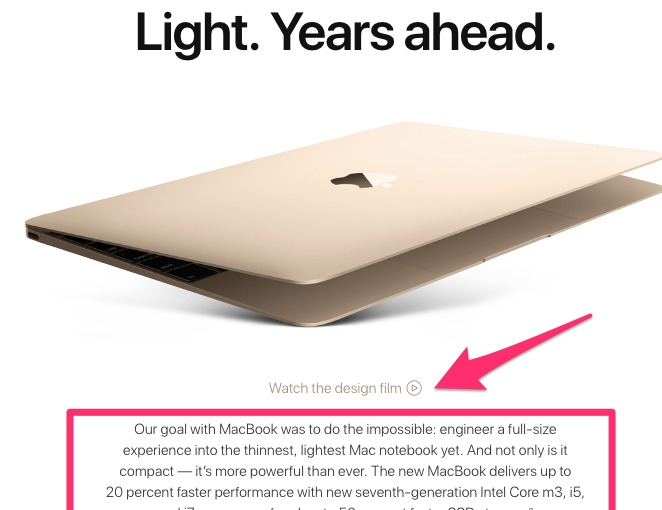 Light. Years ahead.
Watch the design film
Our goal with MacBook was to do the impossible: engineer a full-size
experience into the thinnest, lightest Mac notebook yet. And not only is it
compact — it’s more powerful than ever. The new MacBook delivers up to
20 percent faster performance with new seventh-generation Intel Core m3, i5,